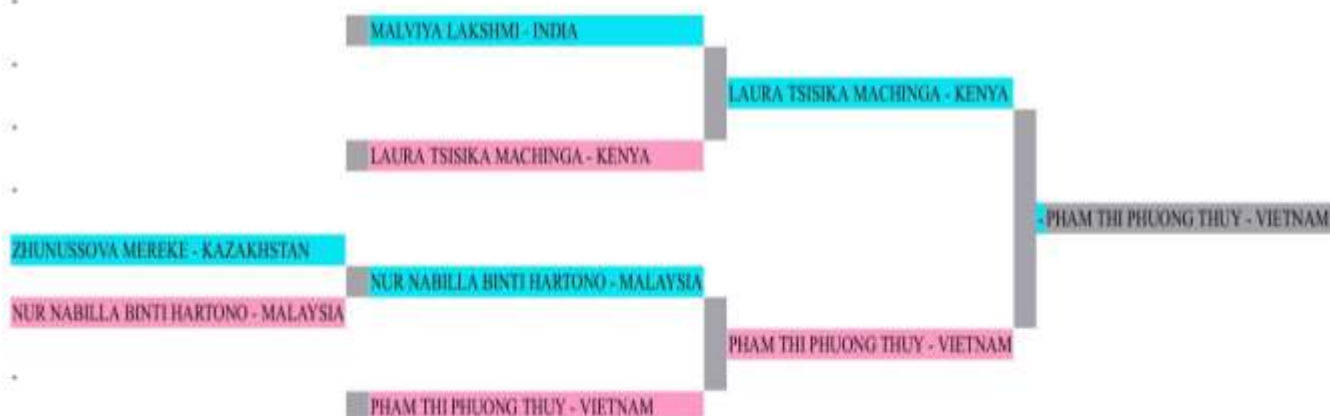 MALVIYA LAKSHMI - INDIA
LAURA TSISIKA MACHINGA - KENYA
LAURA TSISIKA MACHINGA - KENYA
- PHAM THI PHUONG THUY - VIETNAM
ZHUNUSSOVA MEREKE - KAZAKHSTAN
NUR NABILLA BINTI HARTONO - MALAYSIA
NUR NABILLA BINTI HARTONO - MALAYSIA
PHAM THI PHUONG THUY - VIETNAM
PHAM THI PHUONG THUY - VIETNAM